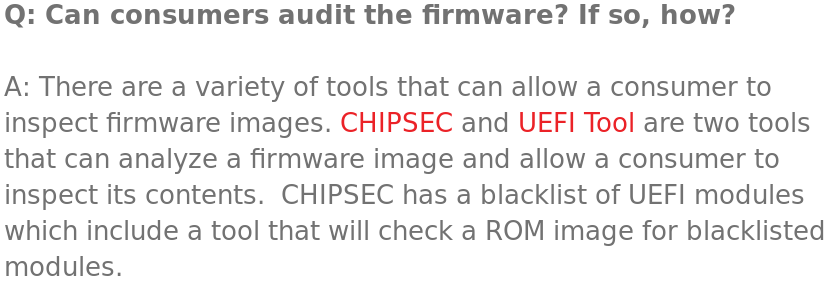 Q: Can consumers audit the firmware? If so, how?
A: There are a variety of tools that can allow a consumer to
inspect firmware images. CHIPSEC and UEFI Tool are two tools
that can analyze a firmware image and allow a consumer to
inspect its contents.  CHIPSEC has a blacklist of UEFI modules
which include a tool that will check a ROM image for blacklisted
modules.